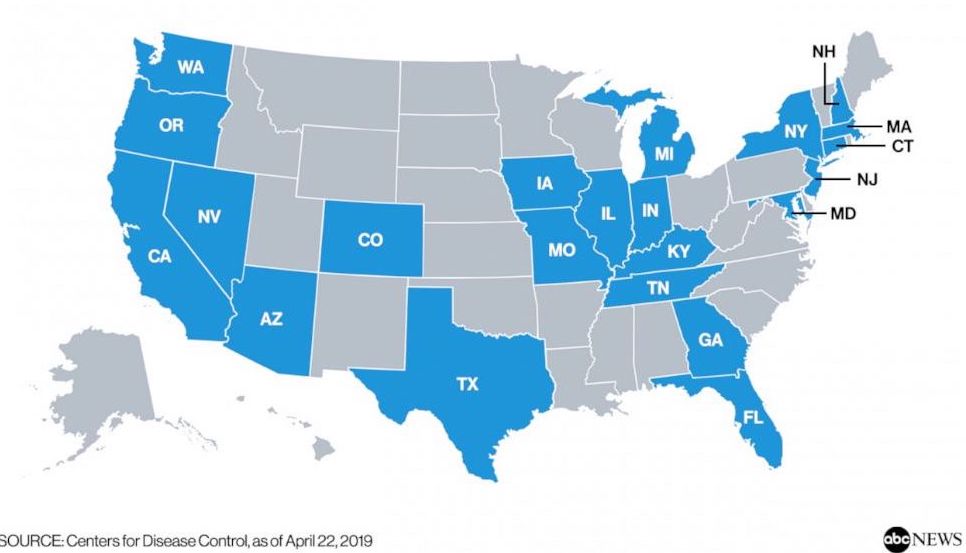 NH
WA
OR
NY
MA
CT
MI
IA
NJ
NV
IL
IN
MD
CO
MO
KY
CA
TN
AZ
GA
TX
FL
SOURCE: Centers for Disease Control, as of April 22, 2019
abc NEWS